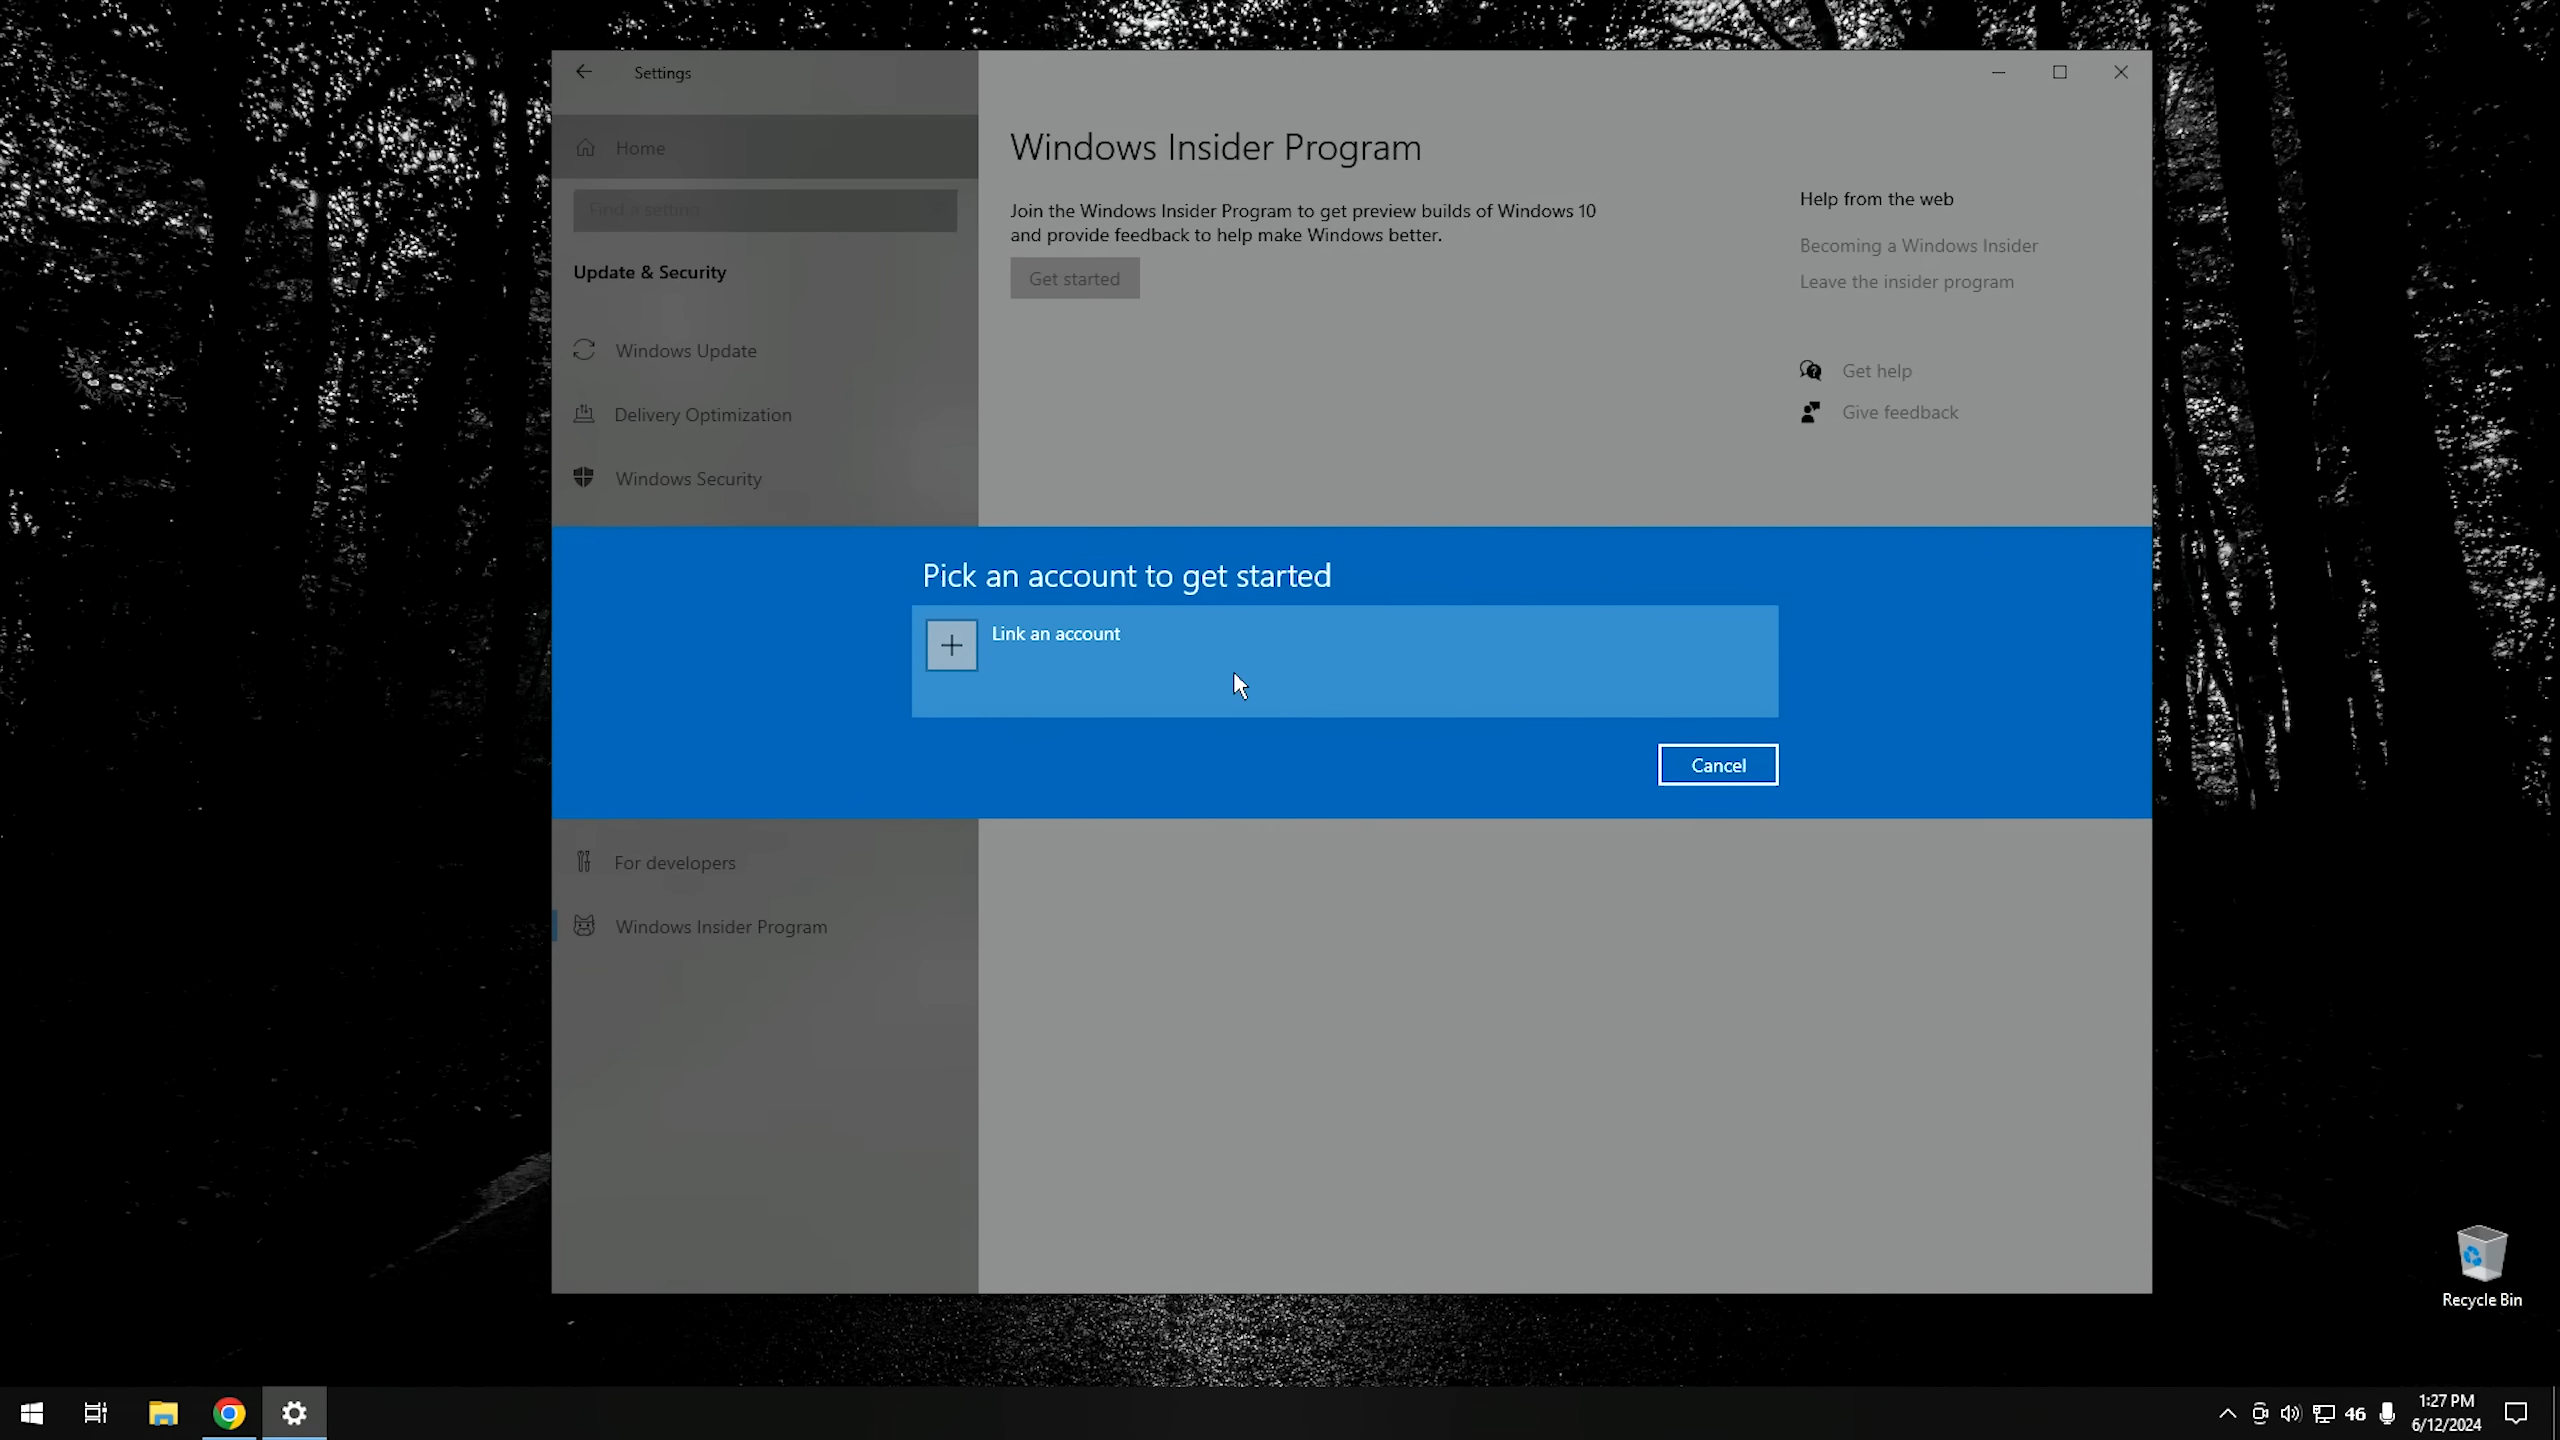 Settings
Home
Find a setting
Update & Security
Windows Update
Delivery Optimization
Windows Security
Windows Insider Program
Join the Windows Insider Program to get preview builds of Windows 10
and provide feedback to help make Windows better.
Get started
Help from the web
Becoming a Windows Insider
Leave the insider program
Get help
Give feedback
Pick an account to get started
Link an account
Cancel
For developers
Windows Insider Program
Recycle Bin
46
1:27 PM
6/12/2024